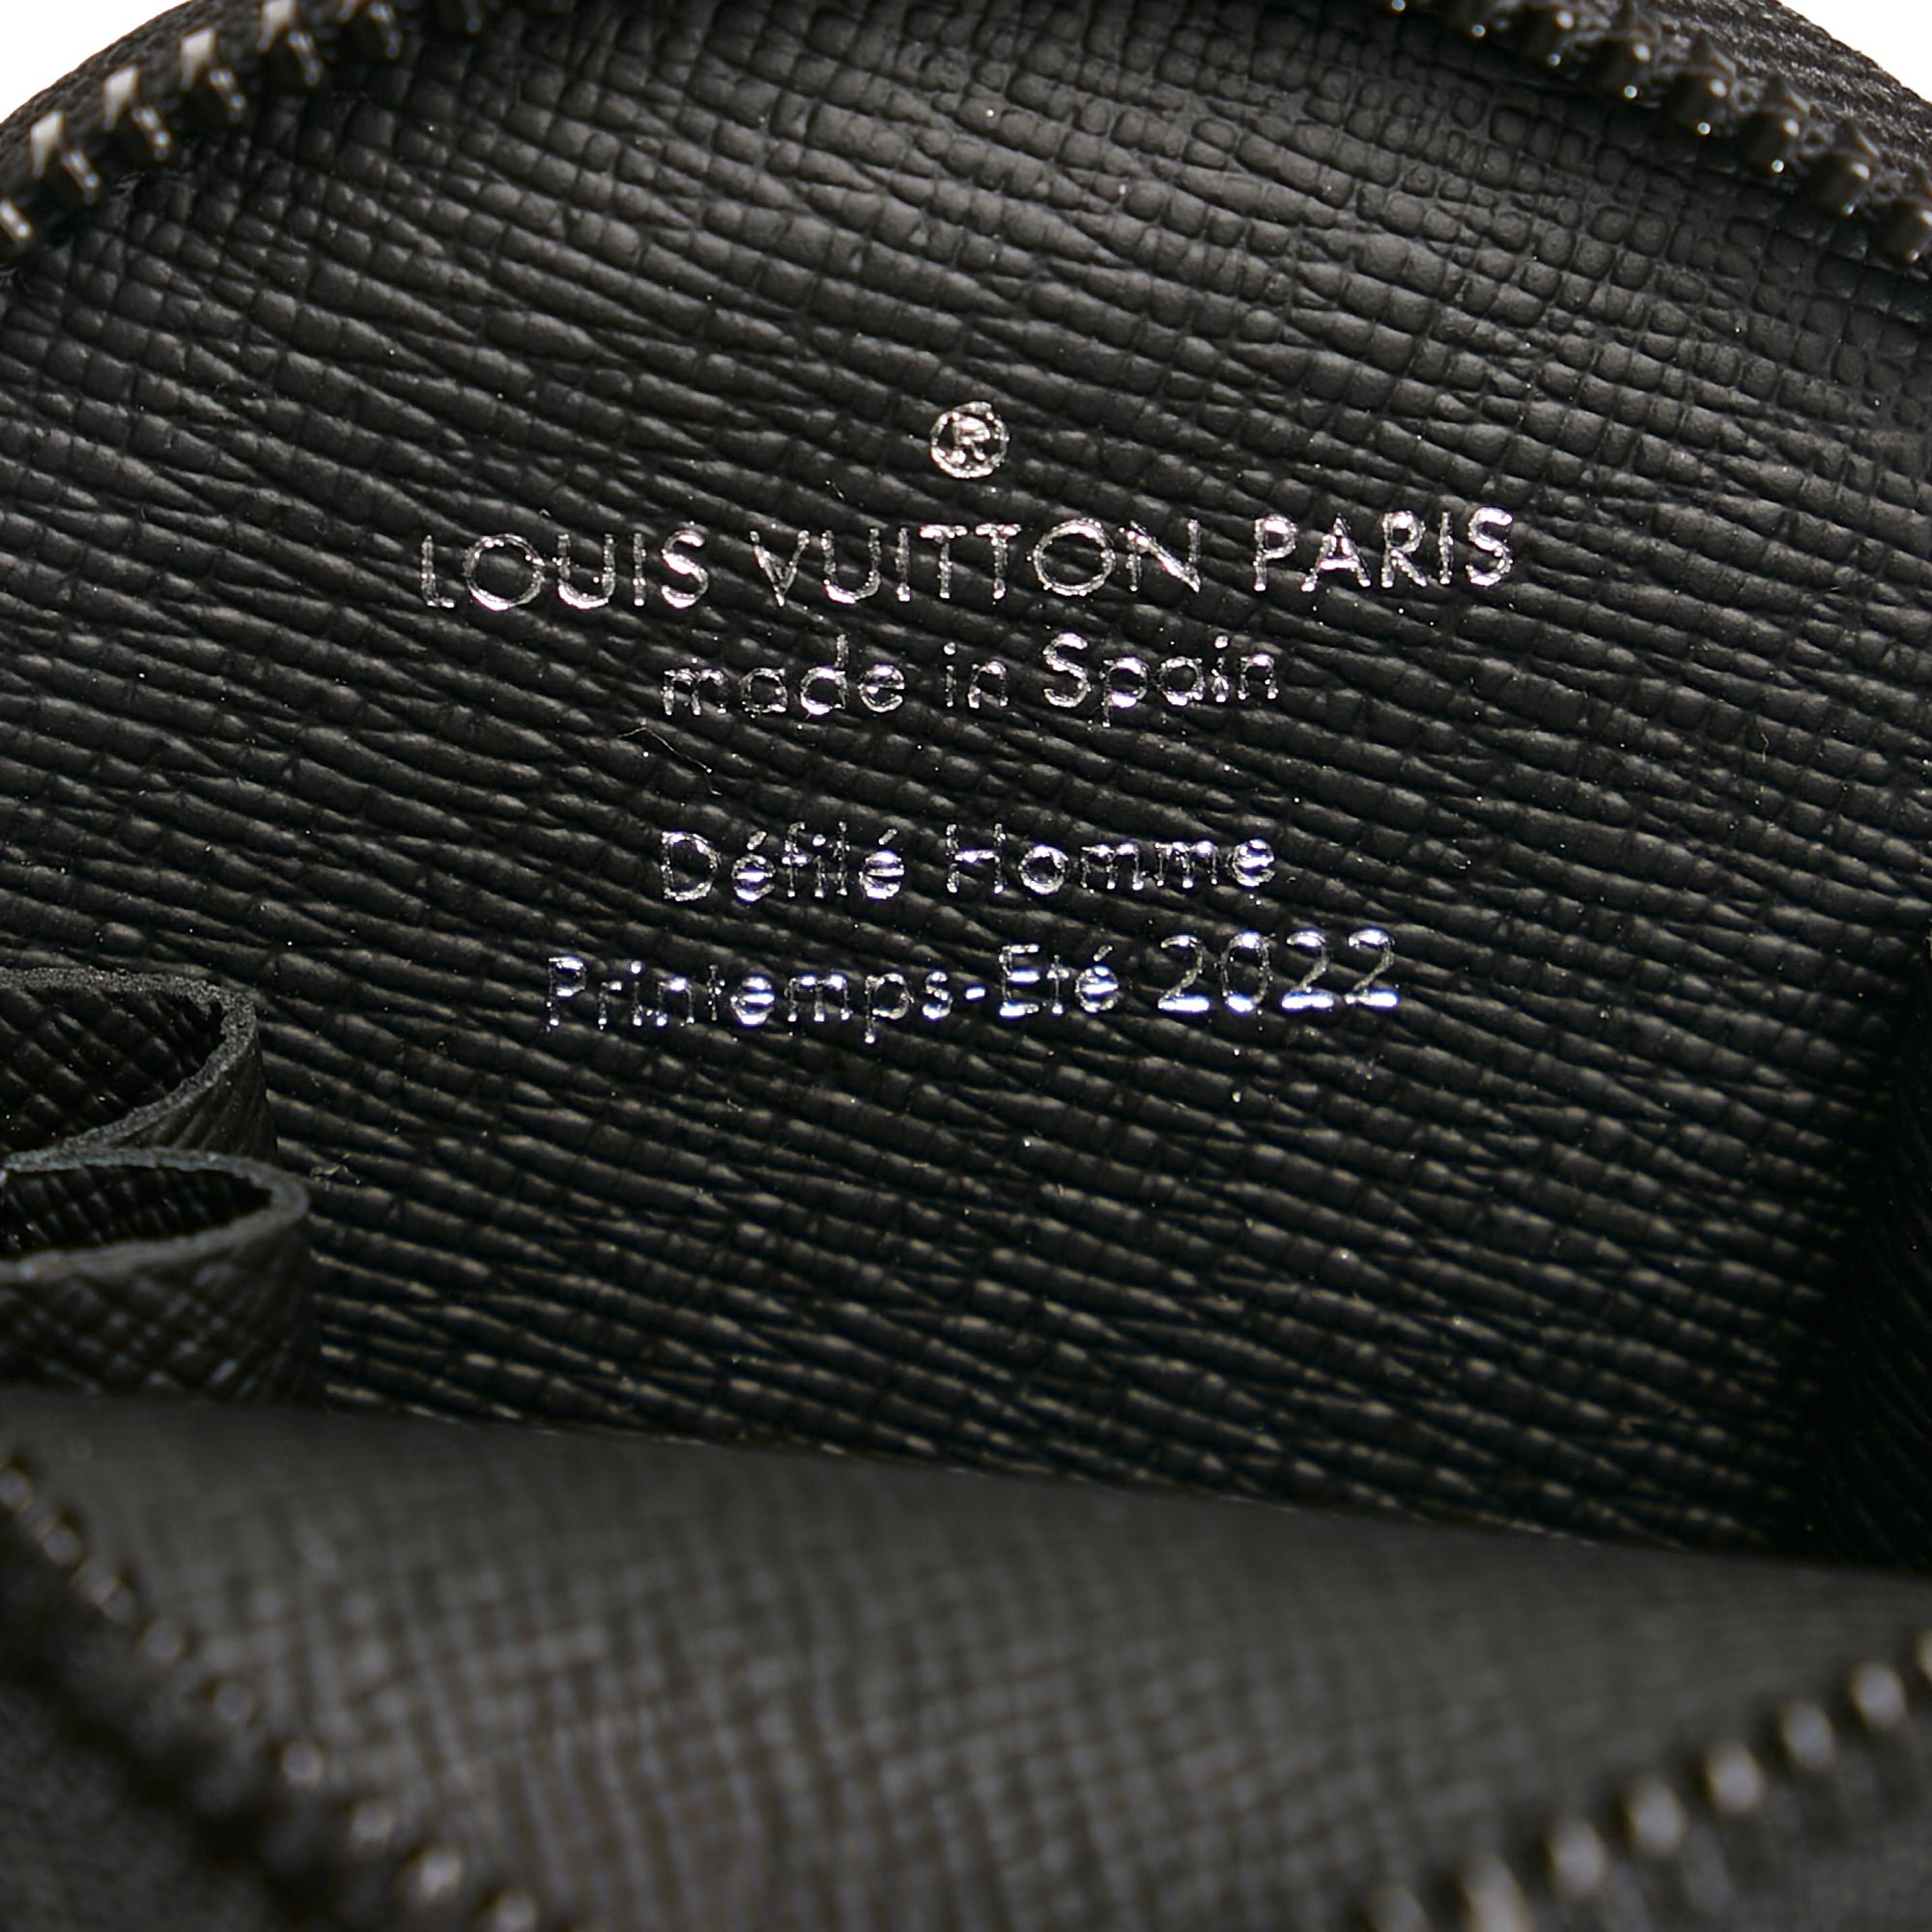 ®
LOUIS VUITTON PARIS
made in Spain
Défilé Homme
Printemps-Eté 2022